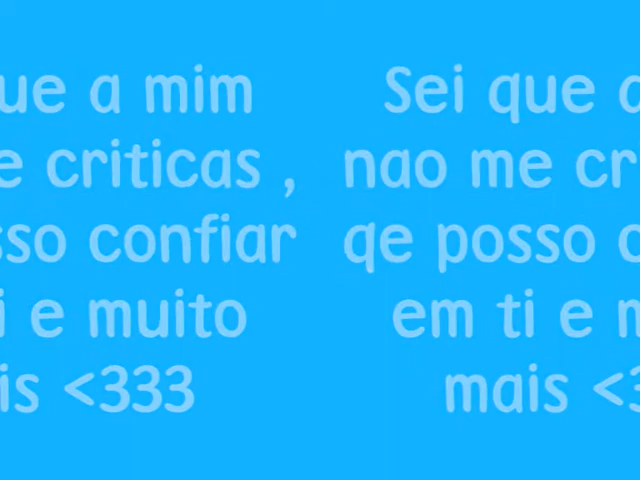 ue a mim
e criticas ,
sso confiar
i e muito
is <333
Sei que a
nao me cr
qe posso c
em ti e m
mais <3